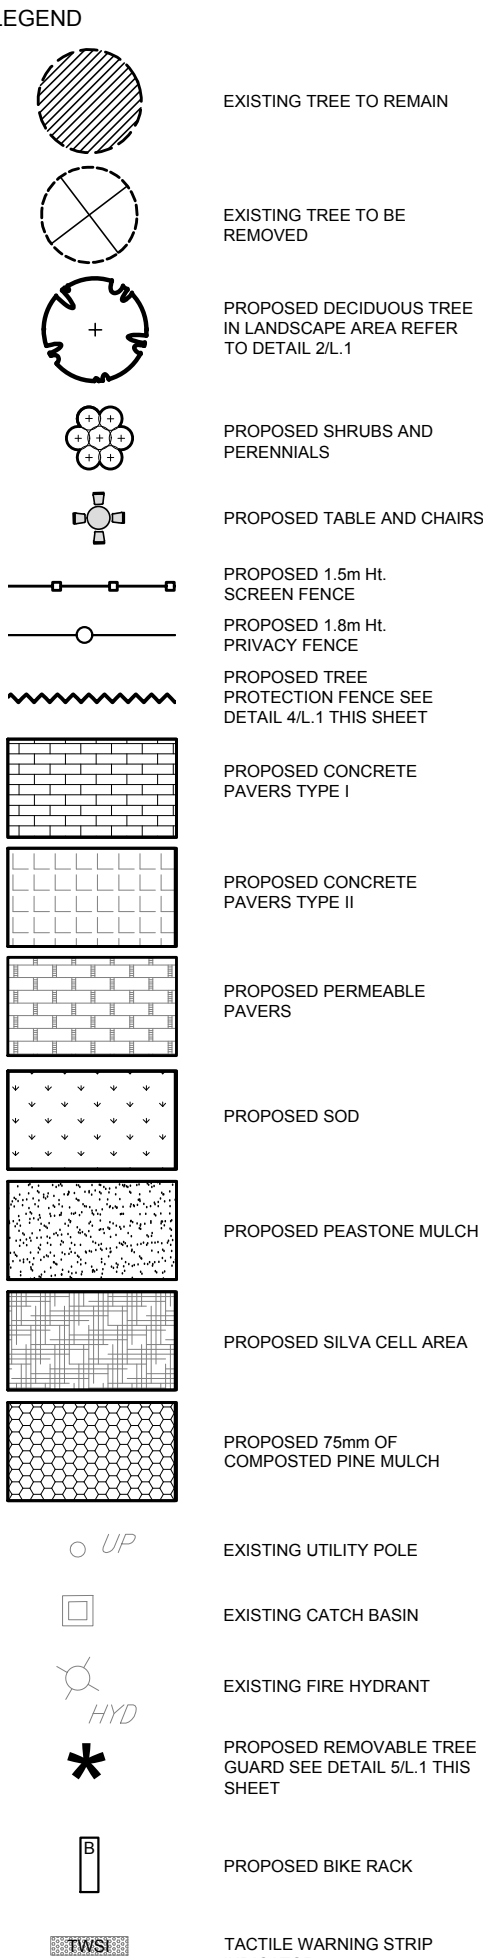 LEGEND
EXISTING TREE TO REMAIN
EXISTING TREE TO BE
REMOVED
PROPOSED DECIDUOUS TREE
IN LANDSCAPE AREA REFER
TO DETAIL 2/L.1
PROPOSED SHRUBS AND
PERENNIALS
PROPOSED TABLE AND CHAIRS
PROPOSED 1.5m Ht.
SCREEN FENCE
PROPOSED 1.8m Ht.
PRIVACY FENCE
PROPOSED TREE
PROTECTION FENCE SEE
DETAIL 4/L.1 THIS SHEET
PROPOSED CONCRETE
PAVERS TYPE I
PROPOSED CONCRETE
PAVERS TYPE II
PROPOSED PERMEABLE
PAVERS
PROPOSED SOD
PROPOSED PEASTONE MULCH
PROPOSED SILVA CELL AREA
PROPOSED 75mm OF
COMPOSTED PINE MULCH
UP
EXISTING UTILITY POLE
EXISTING CATCH BASIN
HYD
EXISTING FIRE HYDRANT
*
PROPOSED REMOVABLE TREE
GUARD SEE DETAIL 5/L.1 THIS
SHEET
B
PROPOSED BIKE RACK
TWSI
TACTILE WARNING STRIP